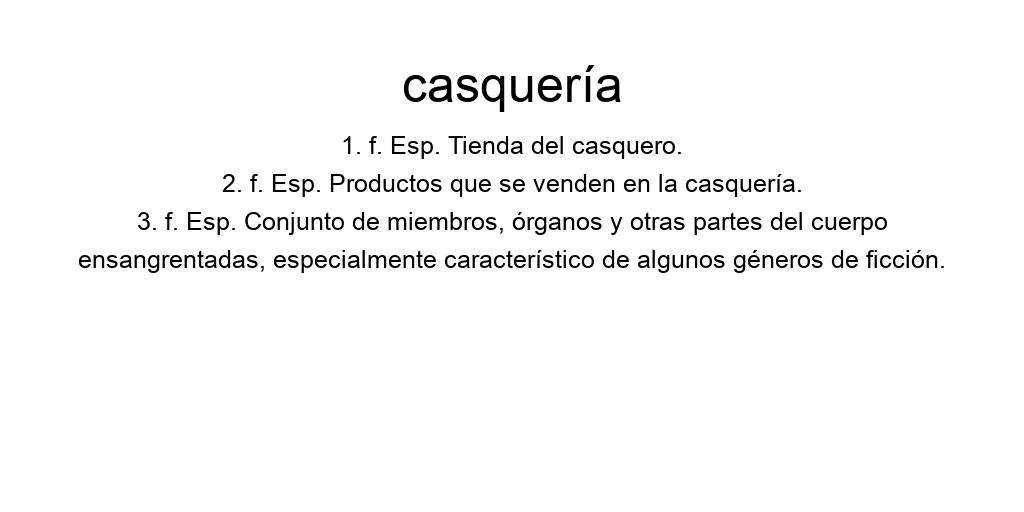 casquería
1. f. Esp. Tienda del casquero.
2. f. Esp. Productos que se venden en la casquería.
3. f. Esp. Conjunto de miembros, órganos y otras partes del cuerpo
ensangrentadas, especialmente característico de algunos géneros de ficción.